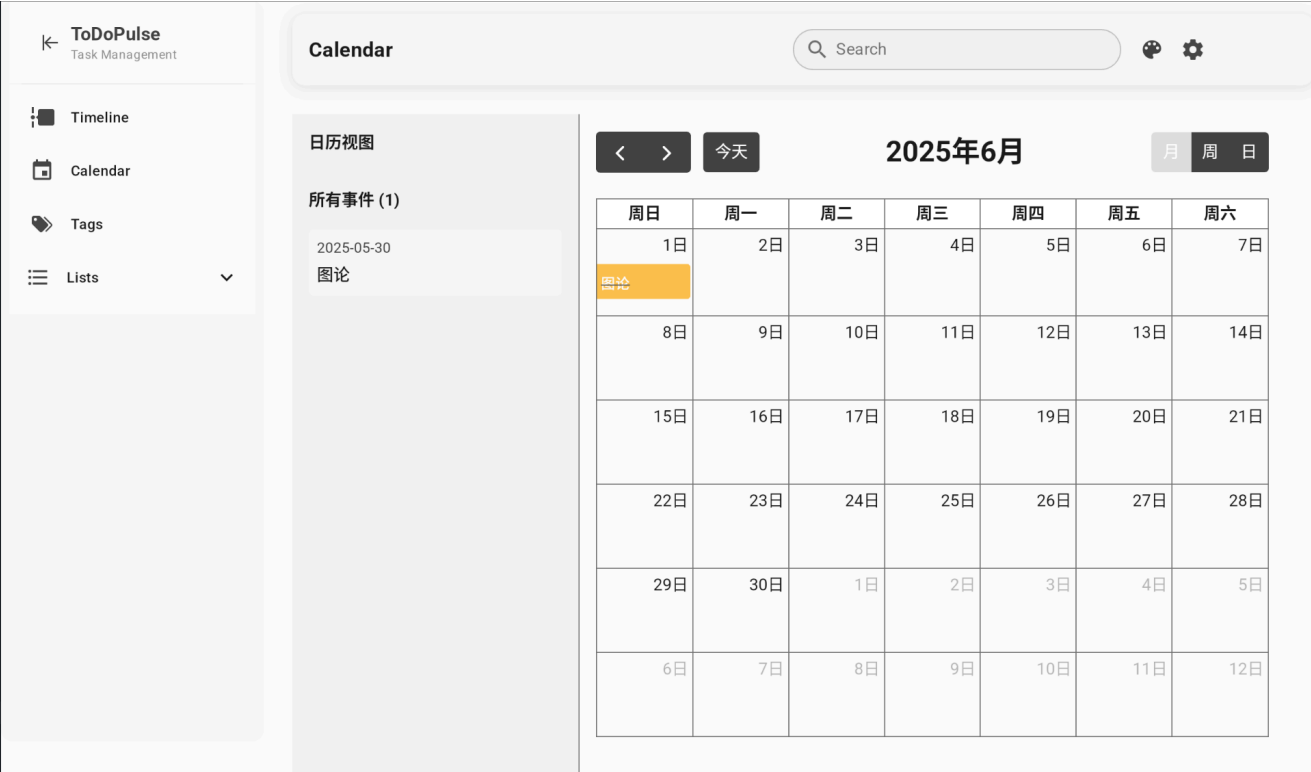 ToDoPulse
Task Management
Timeline
Calendar
Tags
Lists
Calendar
Search
日历视图
所有事件 (1)
2025-05-30
图论
今天
2025年6月
月 周 日
周日 周一 周二 周三 周四 周五 周六
1日 2日 3日 4日 5日 6日 7日
图论
8日 9日 10日 11日 12日 13日 14日
15日 16日 17日 18日 19日 20日 21日
22日 23日 24日 25日 26日 27日 28日
29日 30日 1日 2日 3日 4日 5日
6日 7日 8日 9日 10日 11日 12日